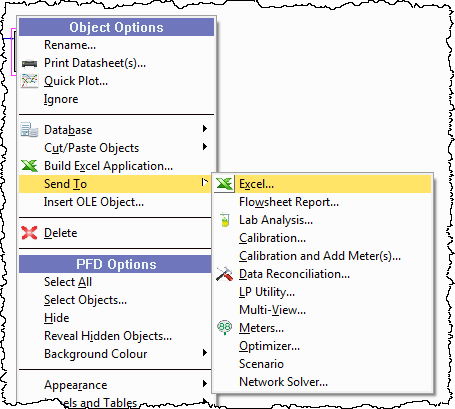 Object Options
Rename...
Print Datasheet(s)...
Quick Plot...
Ignore
Database
Cut/Paste Objects
Build Excel Application...
Send To
Insert OLE Object...
Delete
PFD Options
Select All
Select Objects...
Hide
Reveal Hidden Objects...
Background Colour
Appearance
els and Tables
Excel...
Flowsheet Report...
Lab Analysis...
Calibration...
Calibration and Add Meter(s)...
Data Reconciliation...
LP Utility...
Multi-View...
Meters...
Optimizer...
Scenario
Network Solver...